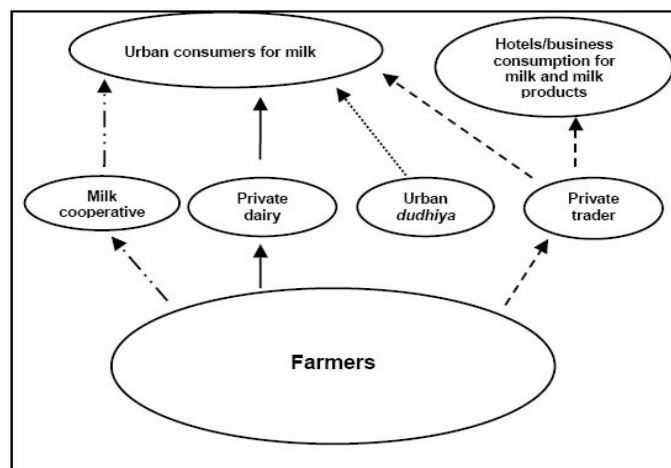 Urban consumers for milk
Hotels/business
consumption for
milk and milk
products
Milk
cooperative
Private
dairy
Urban
dudhiya
Private
trader
Farmers